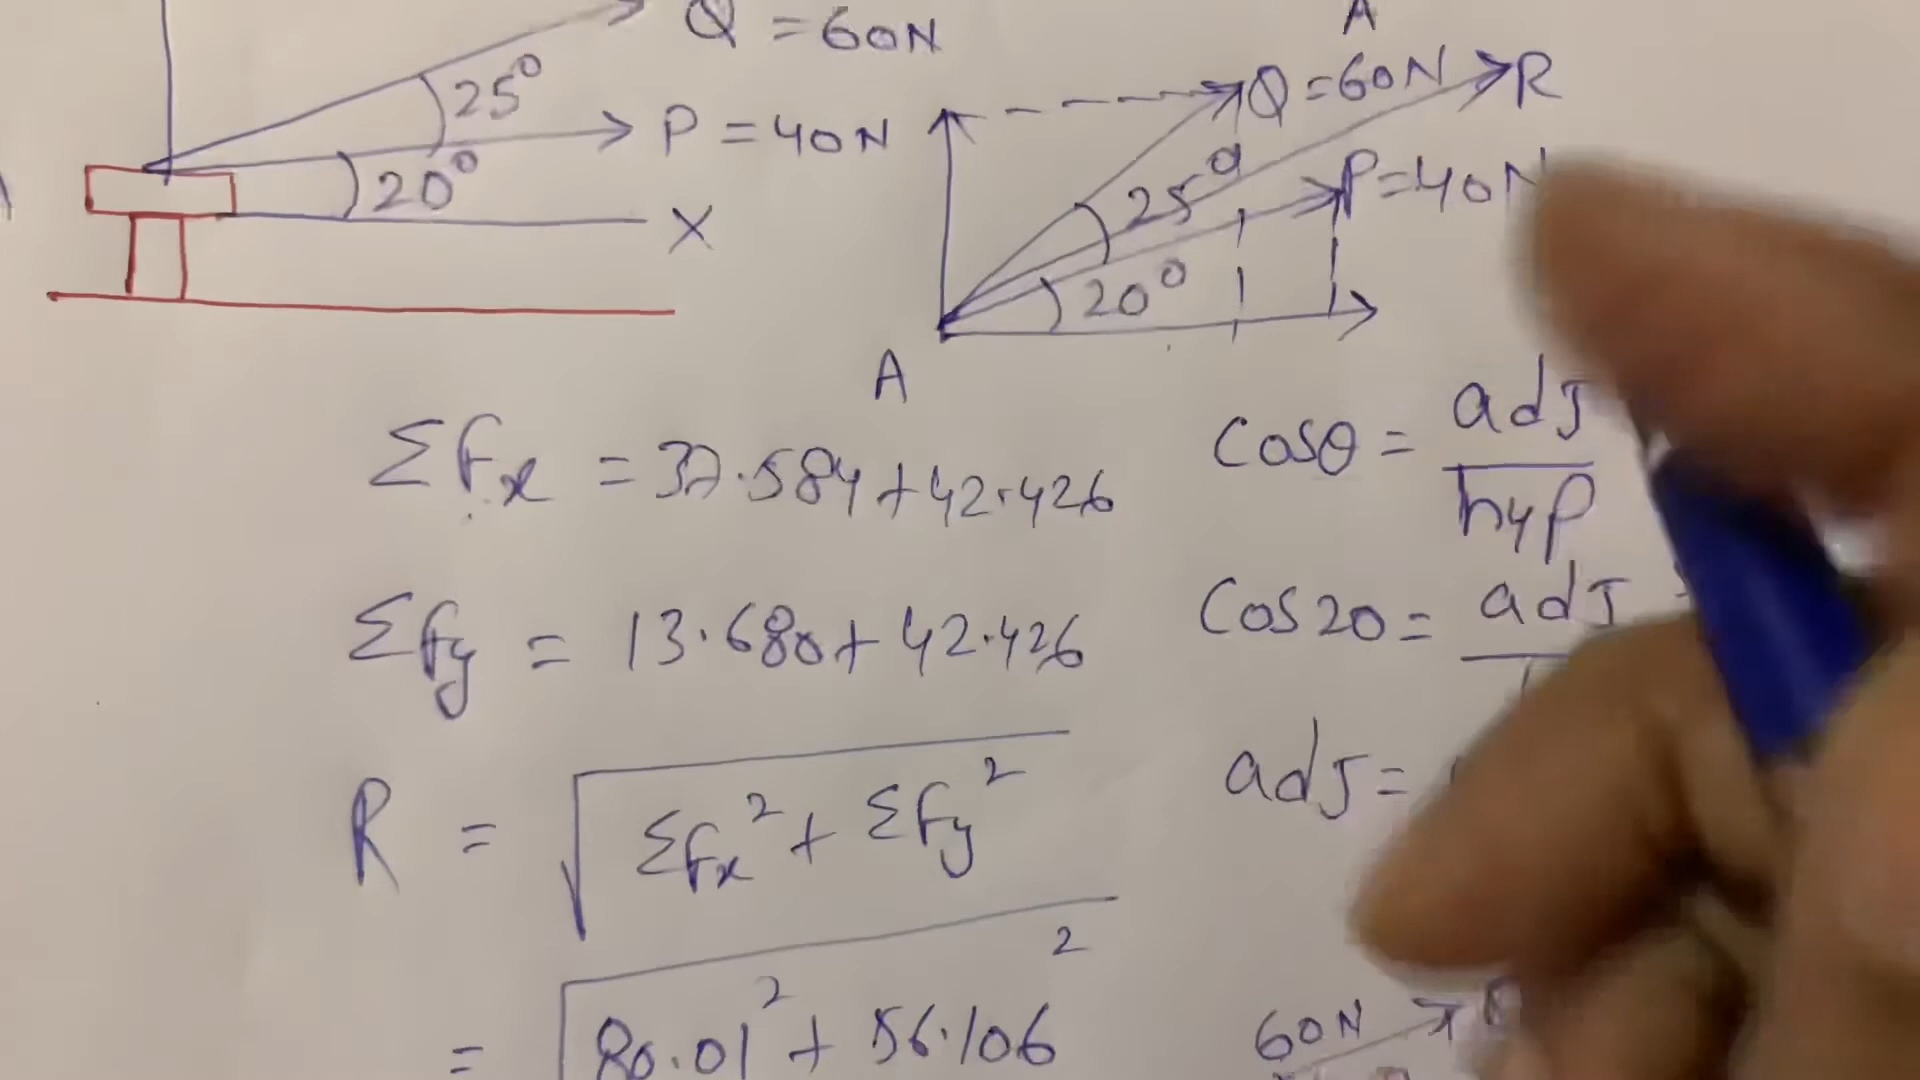 Q = 60N
25°
P = 40N
20°
X
A
Q = 60N
R
25°
P = 40N
20°
A
ΣFx = 37.584 + 42.426
ΣFy = 13.680 + 42.426
R = √ΣFx² + ΣFy²
= √80.01² + 56.106²
Cosθ = adj/hyp
Cos20 = adj
adj =
60N